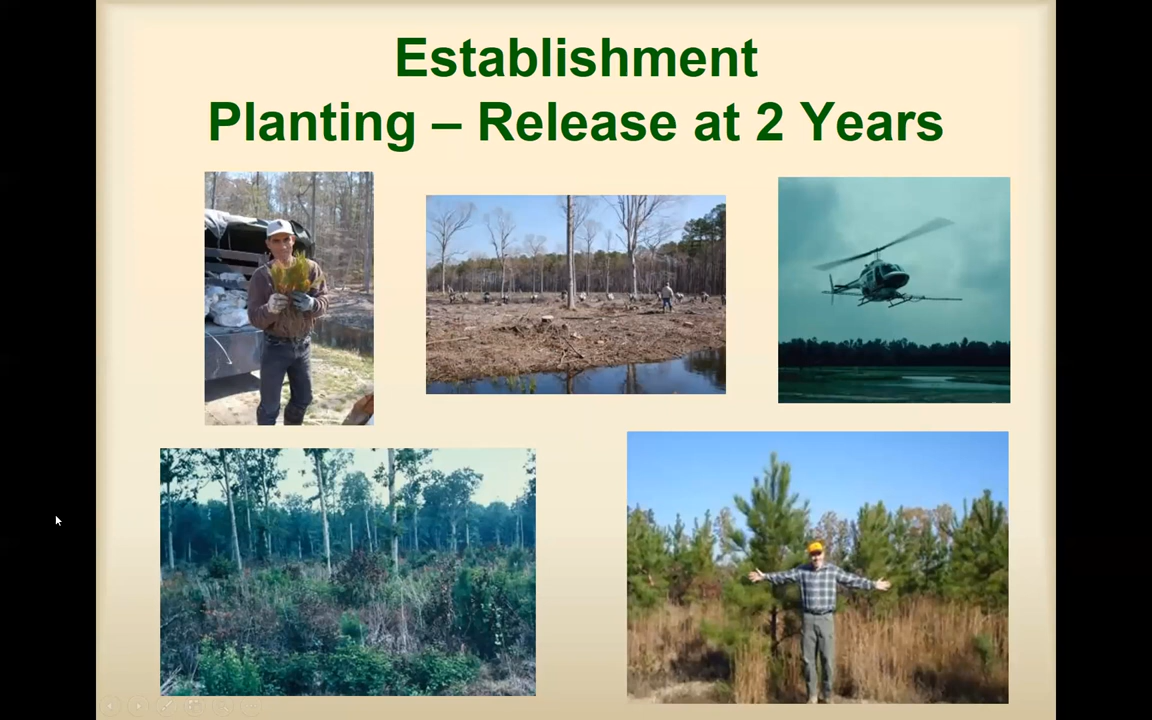 Establishment
Planting – Release at 2 Years